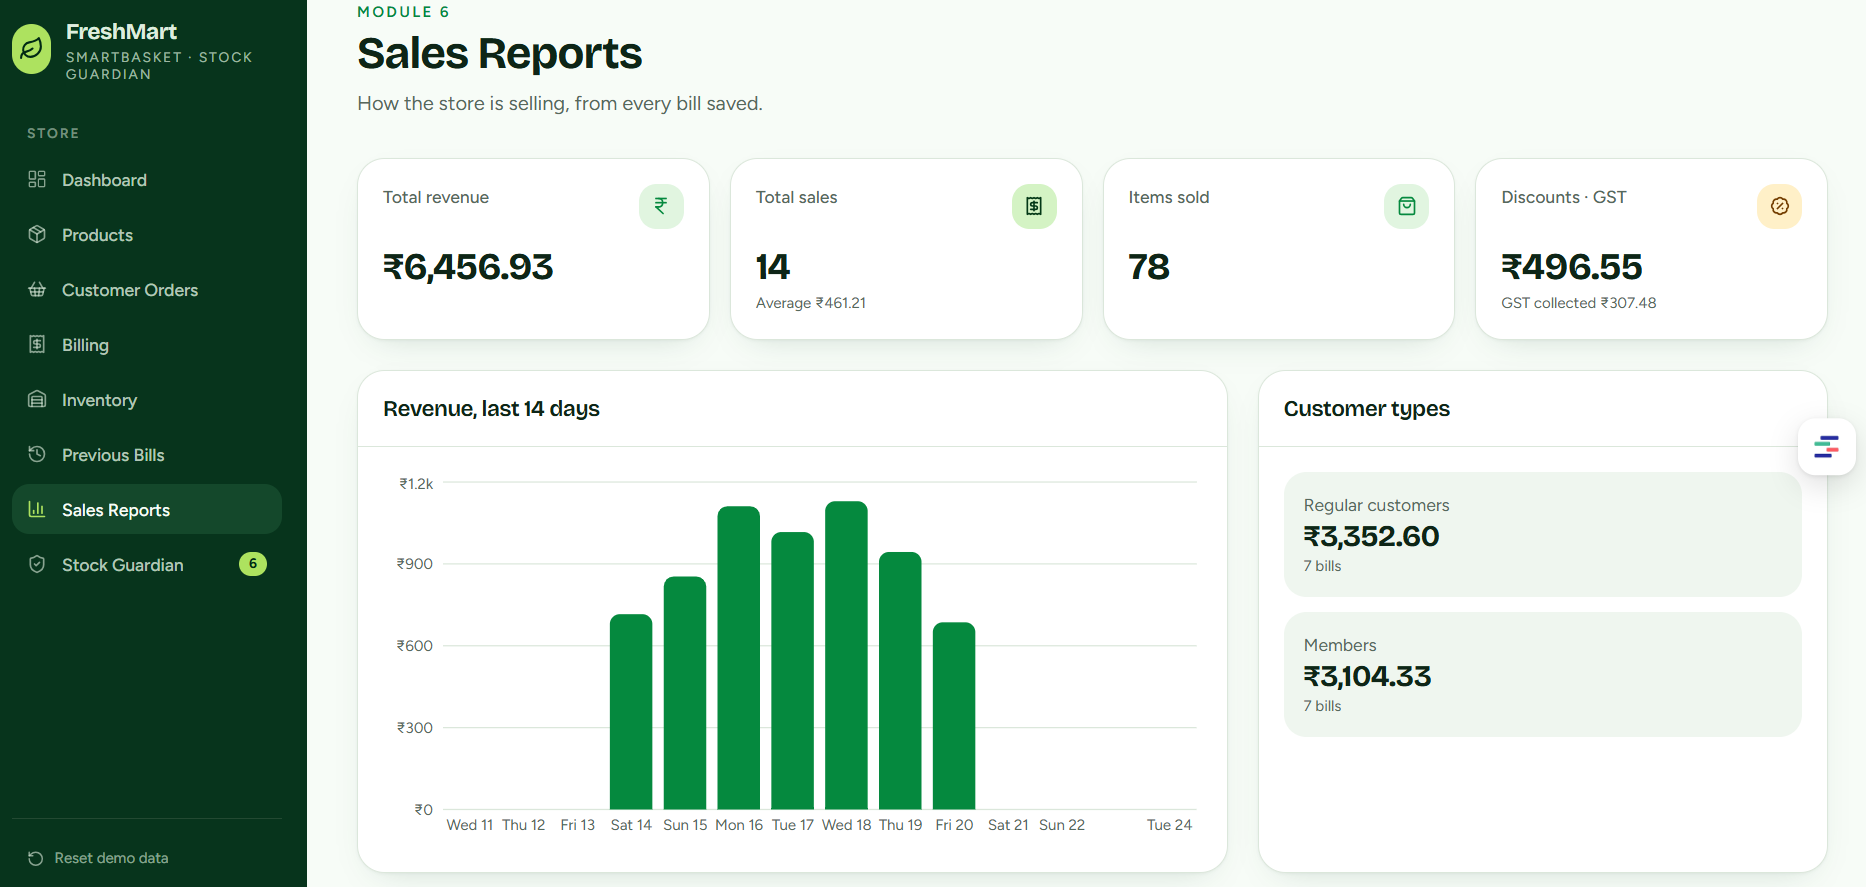 FreshMart
SMARTBASKET · STOCK
GUARDIAN
STORE
Dashboard
Products
Customer Orders
Billing
Inventory
Previous Bills
Sales Reports
Stock Guardian
6
Reset demo data
MODULE 6
Sales Reports
How the store is selling, from every bill saved.
Total revenue
₹
₹6,456.93
Total sales
14
Average ₹461.21
Items sold
78
Discounts · GST
₹496.55
GST collected ₹307.48
Revenue, last 14 days
₹1.2k
₹900
₹600
₹300
₹0
Wed 11 Thu 12 Fri 13 Sat 14 Sun 15 Mon 16 Tue 17 Wed 18 Thu 19 Fri 20 Sat 21 Sun 22 Tue 24
Customer types
Regular customers
₹3,352.60
7 bills
Members
₹3,104.33
7 bills